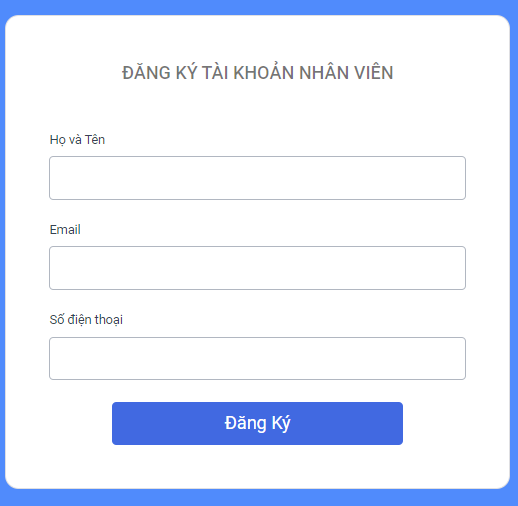 ĐĂNG KÝ TÀI KHOẢN NHÂN VIÊN
Họ và Tên
Email
Số điện thoại
Đăng Ký